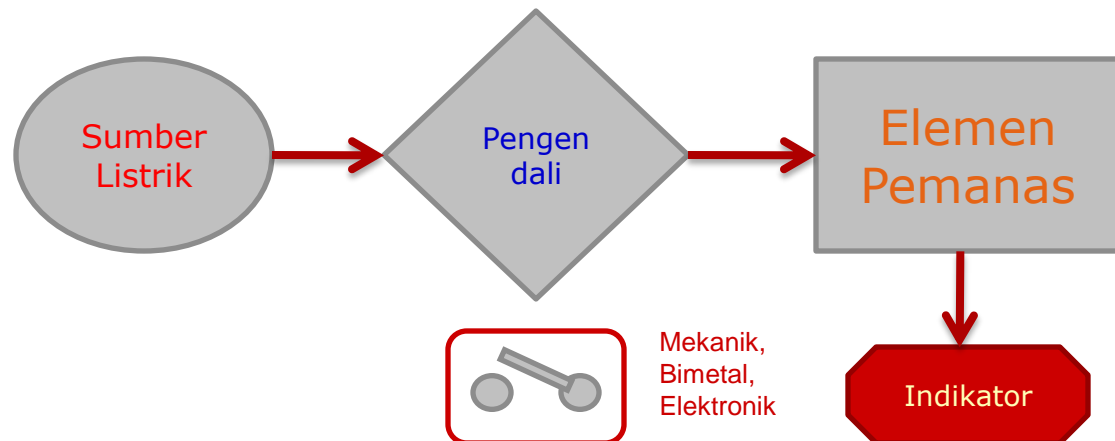 Sumber
Listrik
Pengen
dali
Elemen
Pemanas
Mekanik,
Bimetal,
Elektronik
Indikator